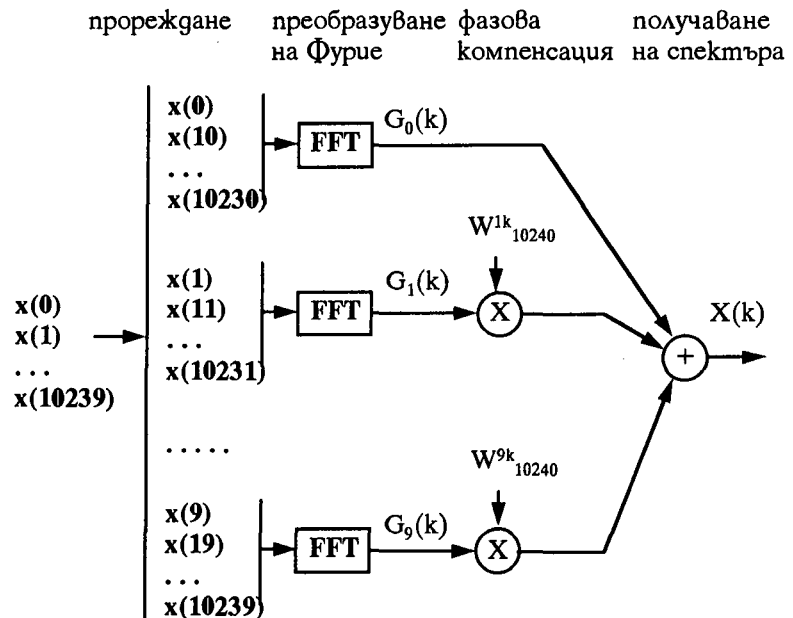 прореждане преобразуване фазова получаване
на Фурие компенсация на спектъра
x(0)
x(10)
...
x(10230)
FFT
G₀(k)
W¹ᵏ₁₀₂₄₀
x(1)
x(11)
...
x(10231)
FFT
G₁(k)
X
x(0)
x(1)
...
x(10239)
X(k)
+
.....
W⁹ᵏ₁₀₂₄₀
x(9)
x(19)
...
x(10239)
FFT
G₉(k)
X